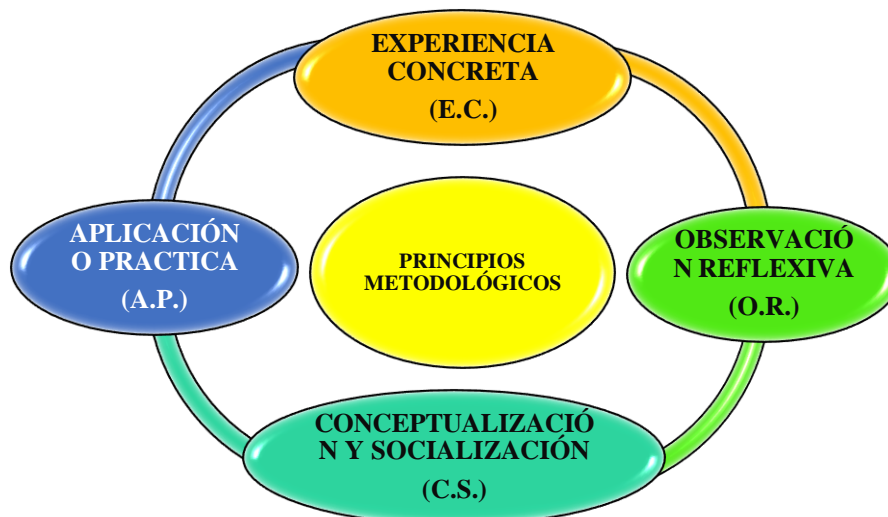 EXPERIENCIA
CONCRETA
(E.C.)
APLICACIÓN
O PRACTICA
(A.P.)
PRINCIPIOS
METODOLÓGICOS
OBSERVACIÓ
N REFLEXIVA
(O.R.)
CONCEPTUALIZACIÓ
N Y SOCIALIZACIÓN
(C.S.)